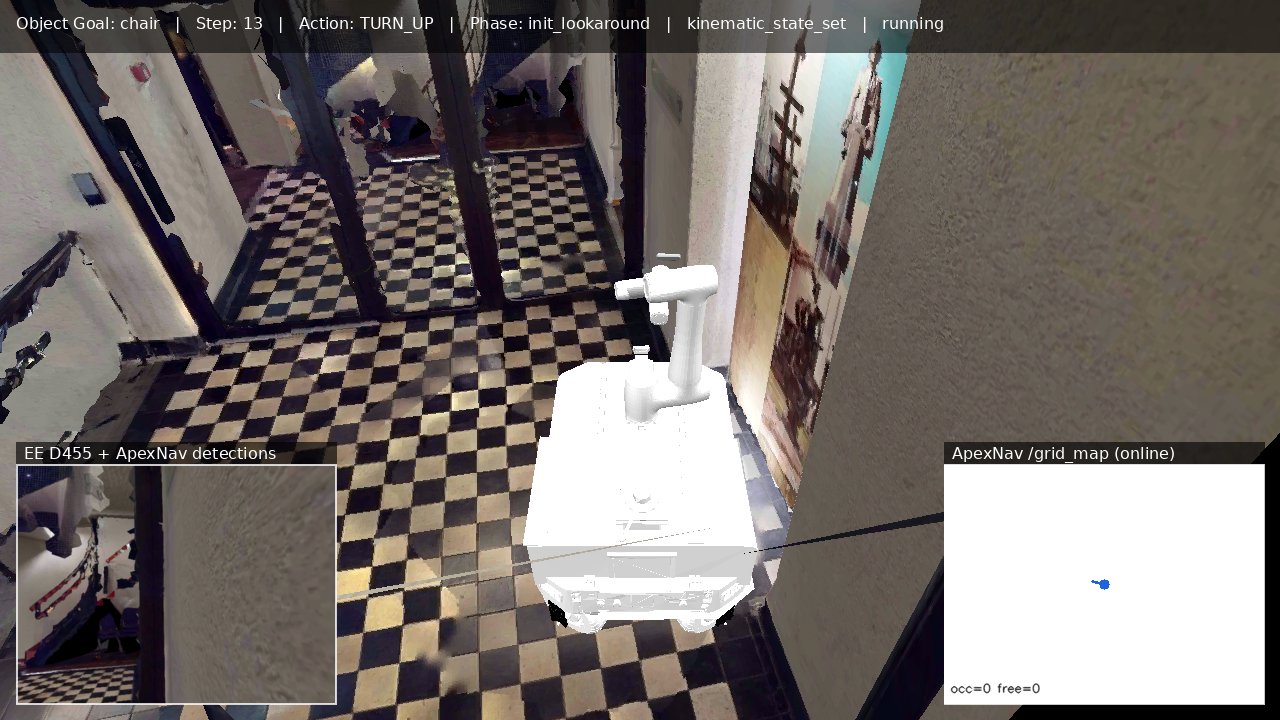 Object Goal: chair | Step: 13 | Action: TURN_UP | Phase: init_lookaround | kinematic_state_set | running
EE D455 + ApexNav detections
ApexNav /grid_map (online)
occ=0 free=0